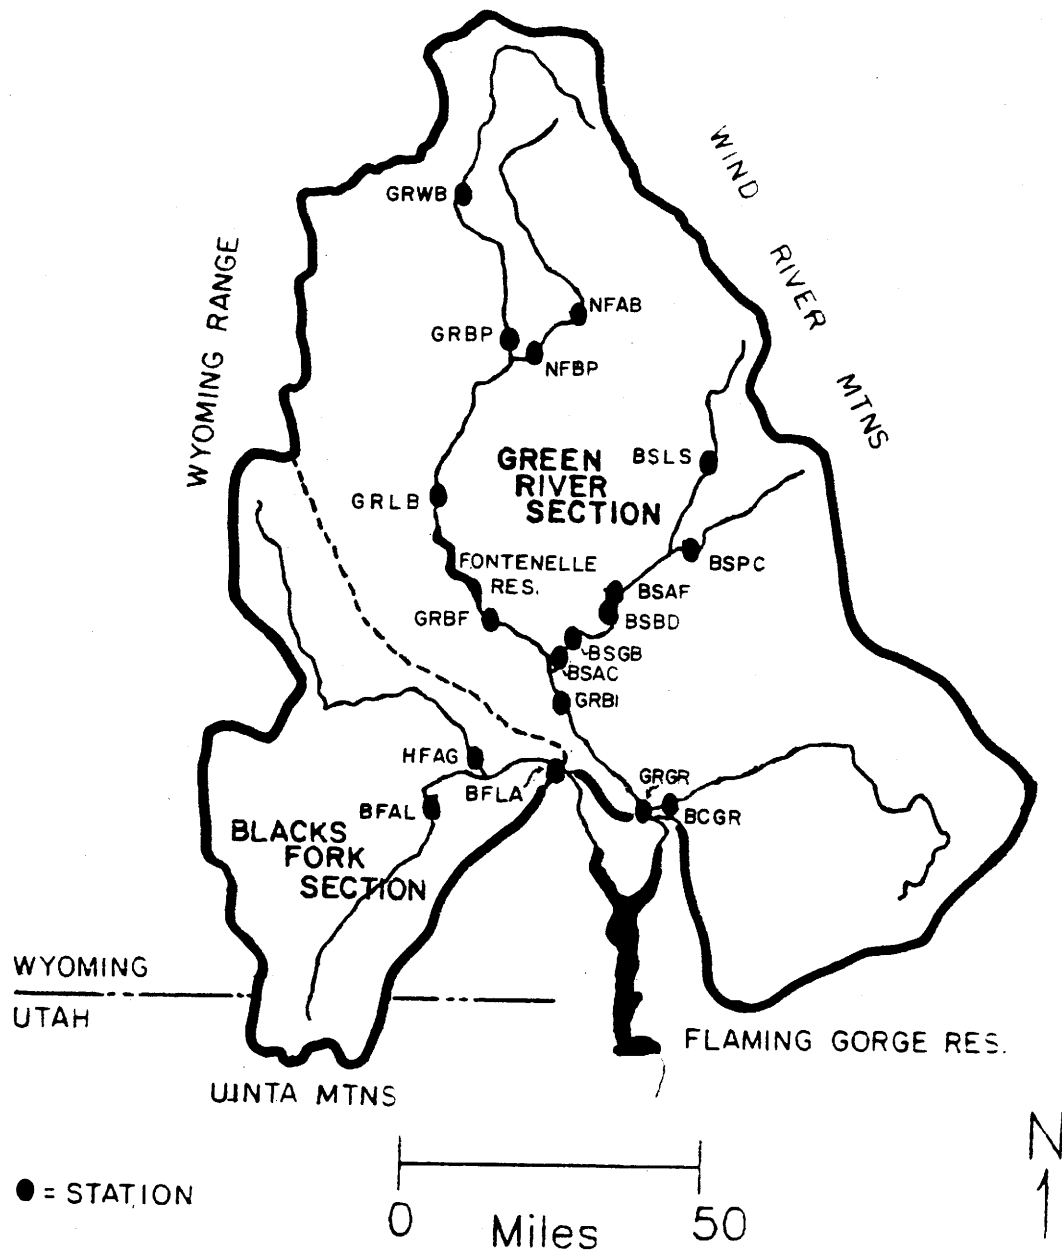 WIND
RIVER
MTNS
WYOMING RANGE
GRWB
NFAB
GRBP
NFBP
GREEN
RIVER
SECTION
BSLS
GRLB
BSPC
FONTENELLE
RES.
BSAF
GRBF
BSBD
BSGB
BSAC
GRBI
HFAG
BFLA
GRGR
BFAL
BCGR
BLACKS
FORK
SECTION
WYOMING
UTAH
FLAMING GORGE RES.
UINTA MTNS
N
= STATION
0 Miles 50